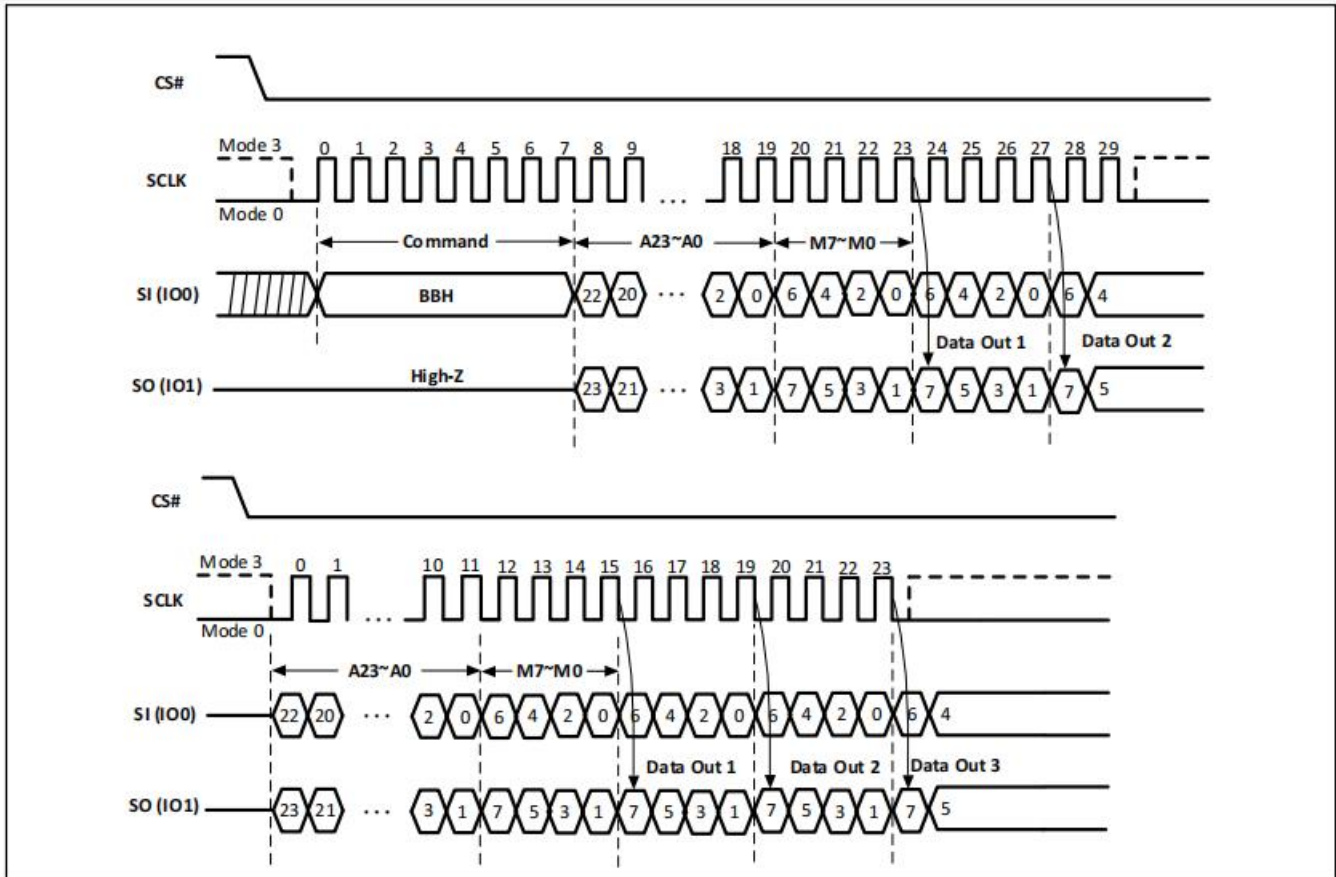 CS#
Mode 3 0 1 2 3 4 5 6 7 8 9 18 19 20 21 22 23 24 25 26 27 28 29
SCLK
...
Mode 0
Command A23~A0 M7~M0
SI (IO0) BBH 22 20 ... 2 0 6 4 2 0 6 4 2 0 6 4
Data Out 1 Data Out 2
High-Z
SO (IO1) 23 21 ... 3 1 7 5 3 1 7 5 3 1 7 5
CS#
Mode 3 0 1 10 11 12 13 14 15 16 17 18 19 20 21 22 23
SCLK
...
Mode 0
A23~A0 M7~M0
SI (IO0) 22 20 ... 2 0 6 4 2 0 6 4 2 0 6 4 2 0 6 4
Data Out 1 Data Out 2 Data Out 3
SO (IO1) 23 21 ... 3 1 7 5 3 1 7 5 3 1 7 5 3 1 7 5